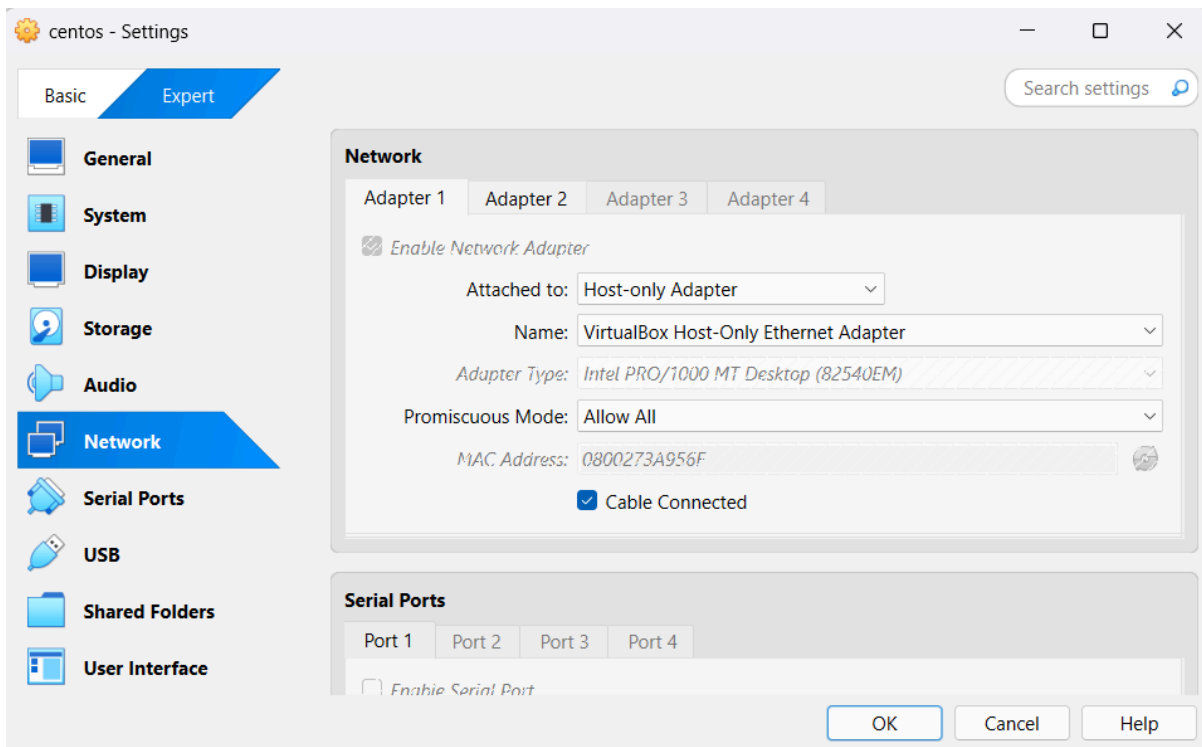 centos - Settings
Basic
Expert
Search settings
General
System
Display
Storage
Audio
Network
Serial Ports
USB
Shared Folders
User Interface
Network
Adapter 1
Adapter 2
Adapter 3
Adapter 4
Enable Network Adapter
Attached to: Host-only Adapter
Name: VirtualBox Host-Only Ethernet Adapter
Adapter Type: Intel PRO/1000 MT Desktop (82540EM)
Promiscuous Mode: Allow All
MAC Address: 0800273A956F
Cable Connected
Serial Ports
Port 1
Port 2
Port 3
Port 4
Enable Serial Port
OK
Cancel
Help